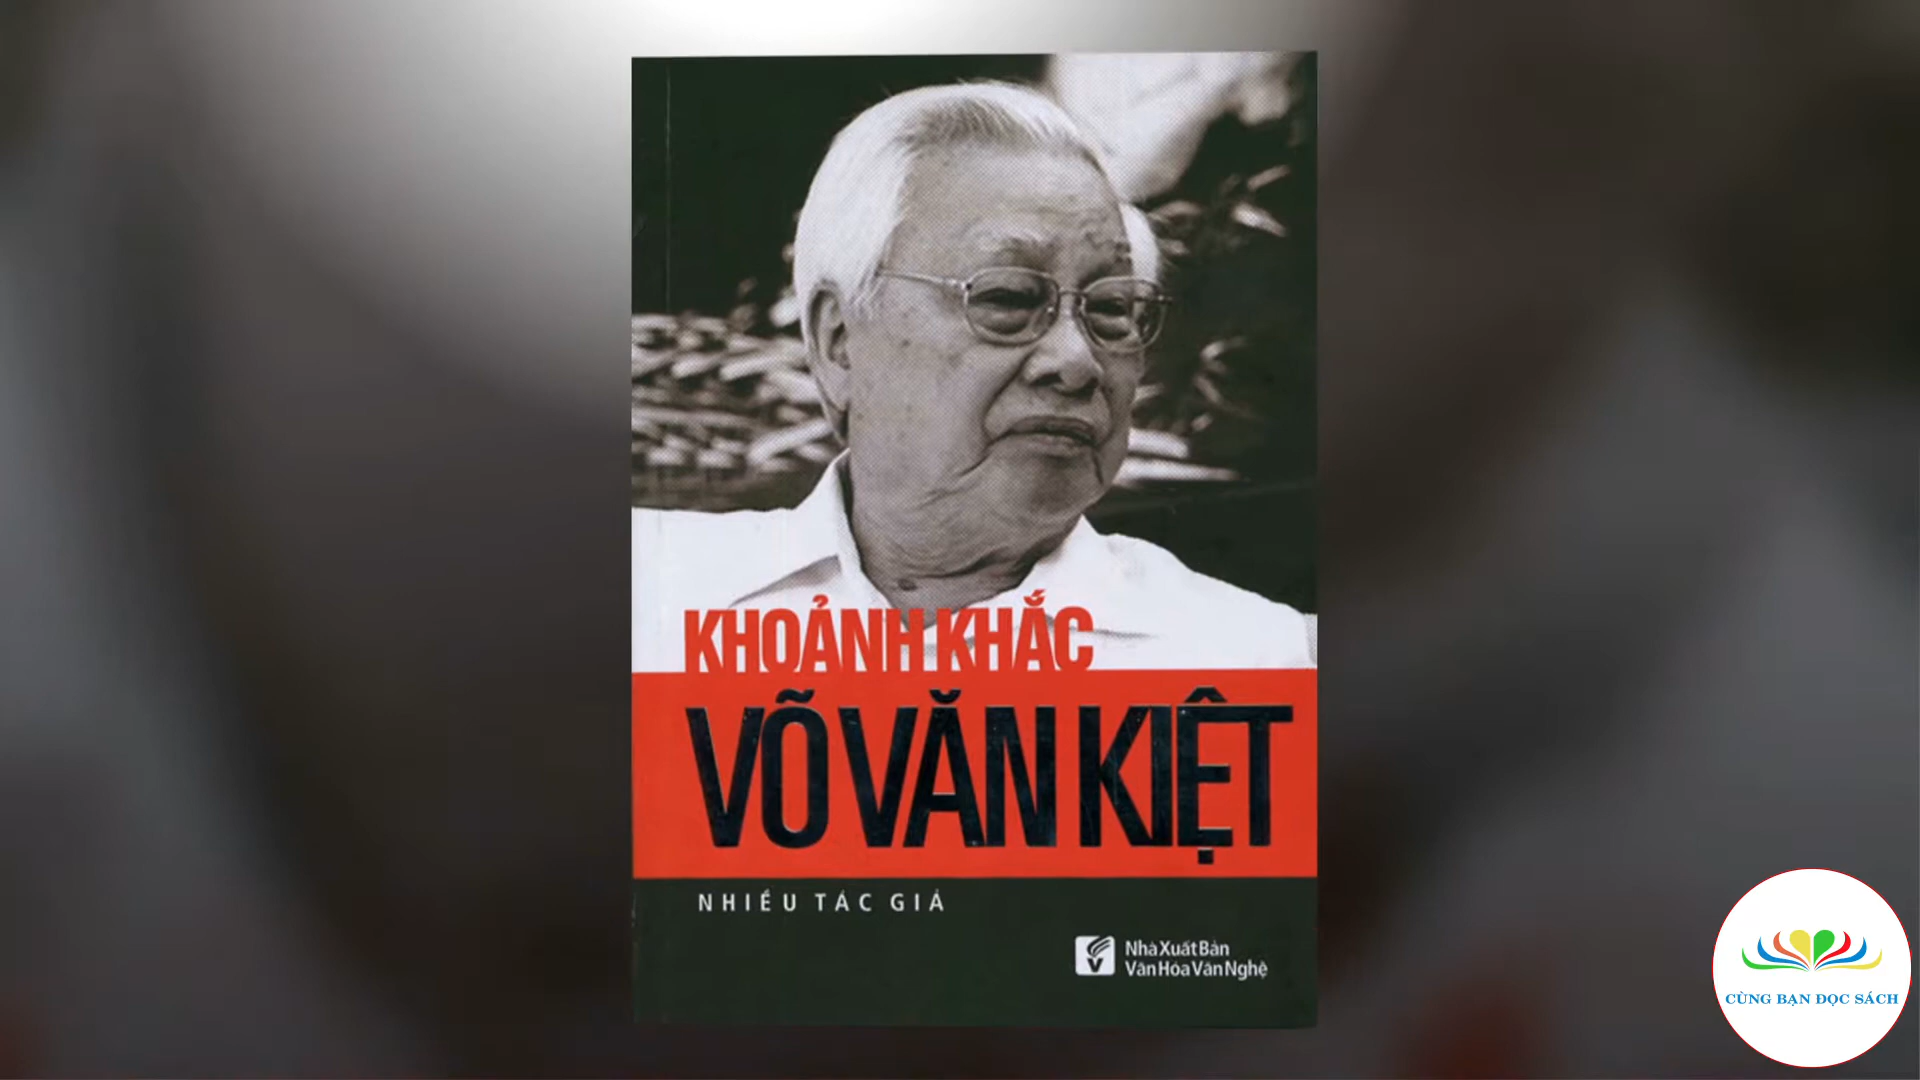 KHOẢNH KHẮC
VÕ VĂN KIỆT
NHIỀU TÁC GIẢ
Nhà Xuất Bản
Văn Hóa Văn Nghệ
CÙNG BẠN ĐỌC SÁCH